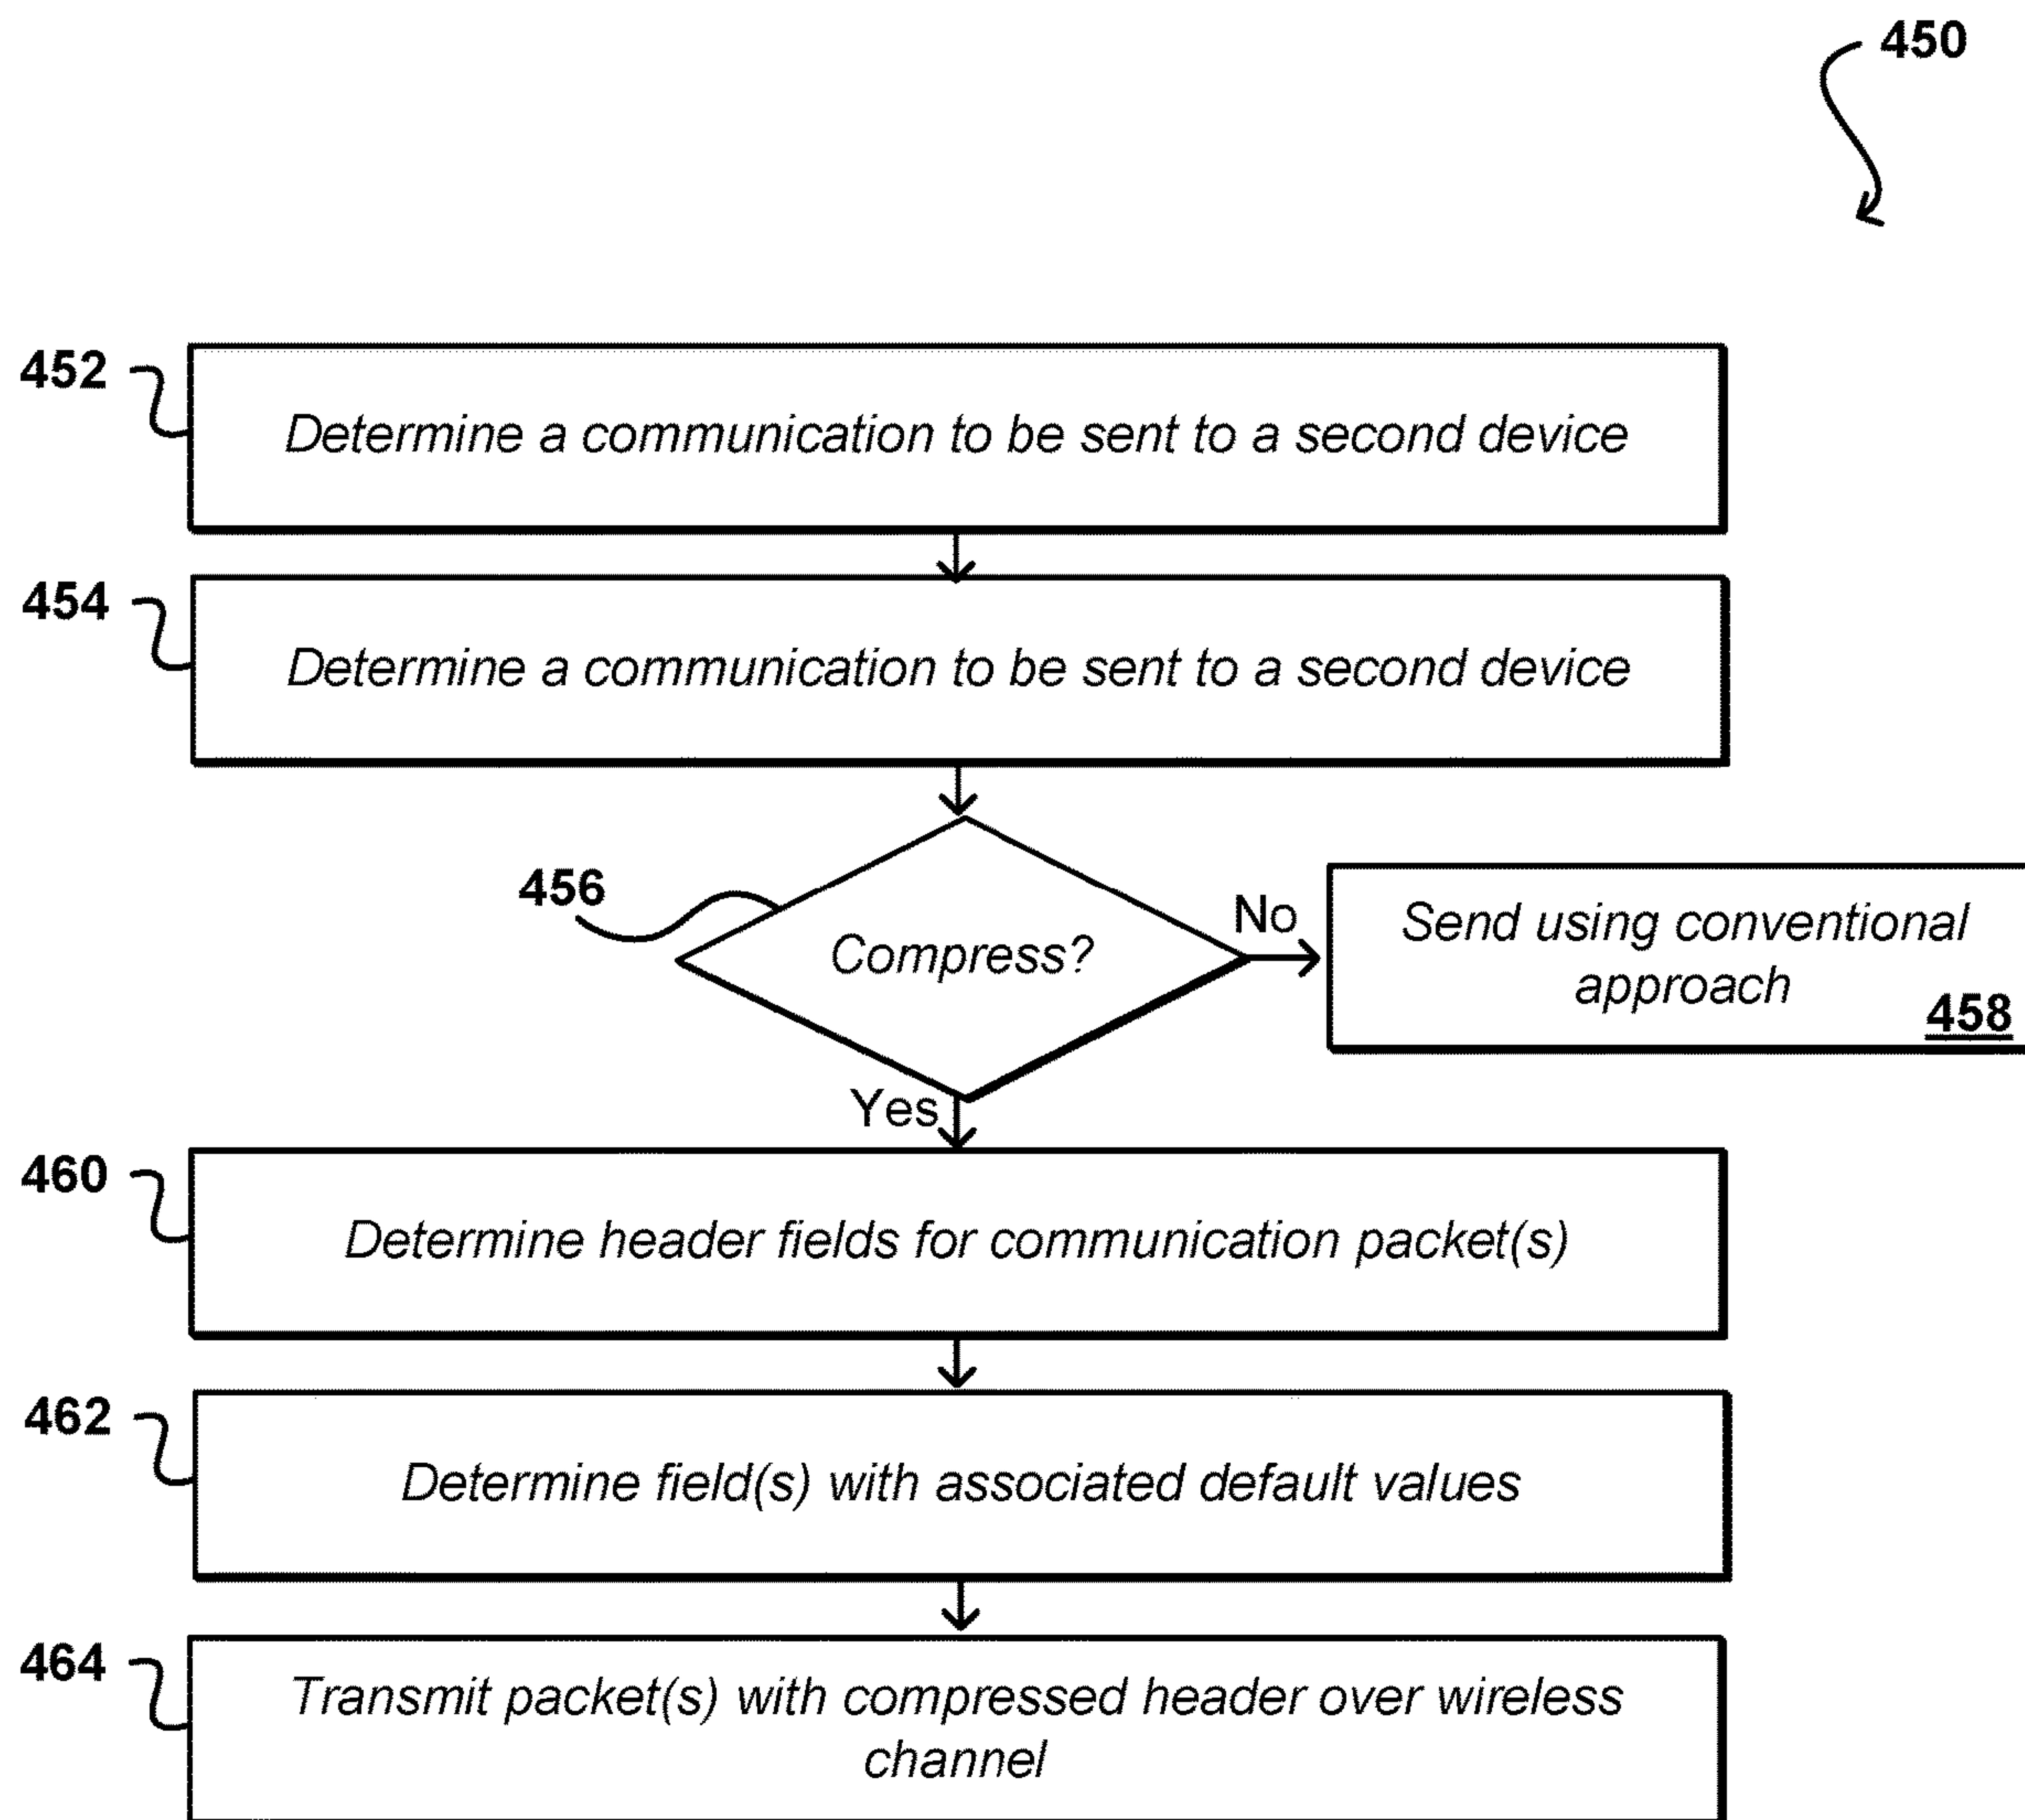 450
452
Determine a communication to be sent to a second device
454
Determine a communication to be sent to a second device
456
Compress?
No
Send using conventional
approach
458
Yes
460
Determine header fields for communication packet(s)
462
Determine field(s) with associated default values
464
Transmit packet(s) with compressed header over wireless
channel